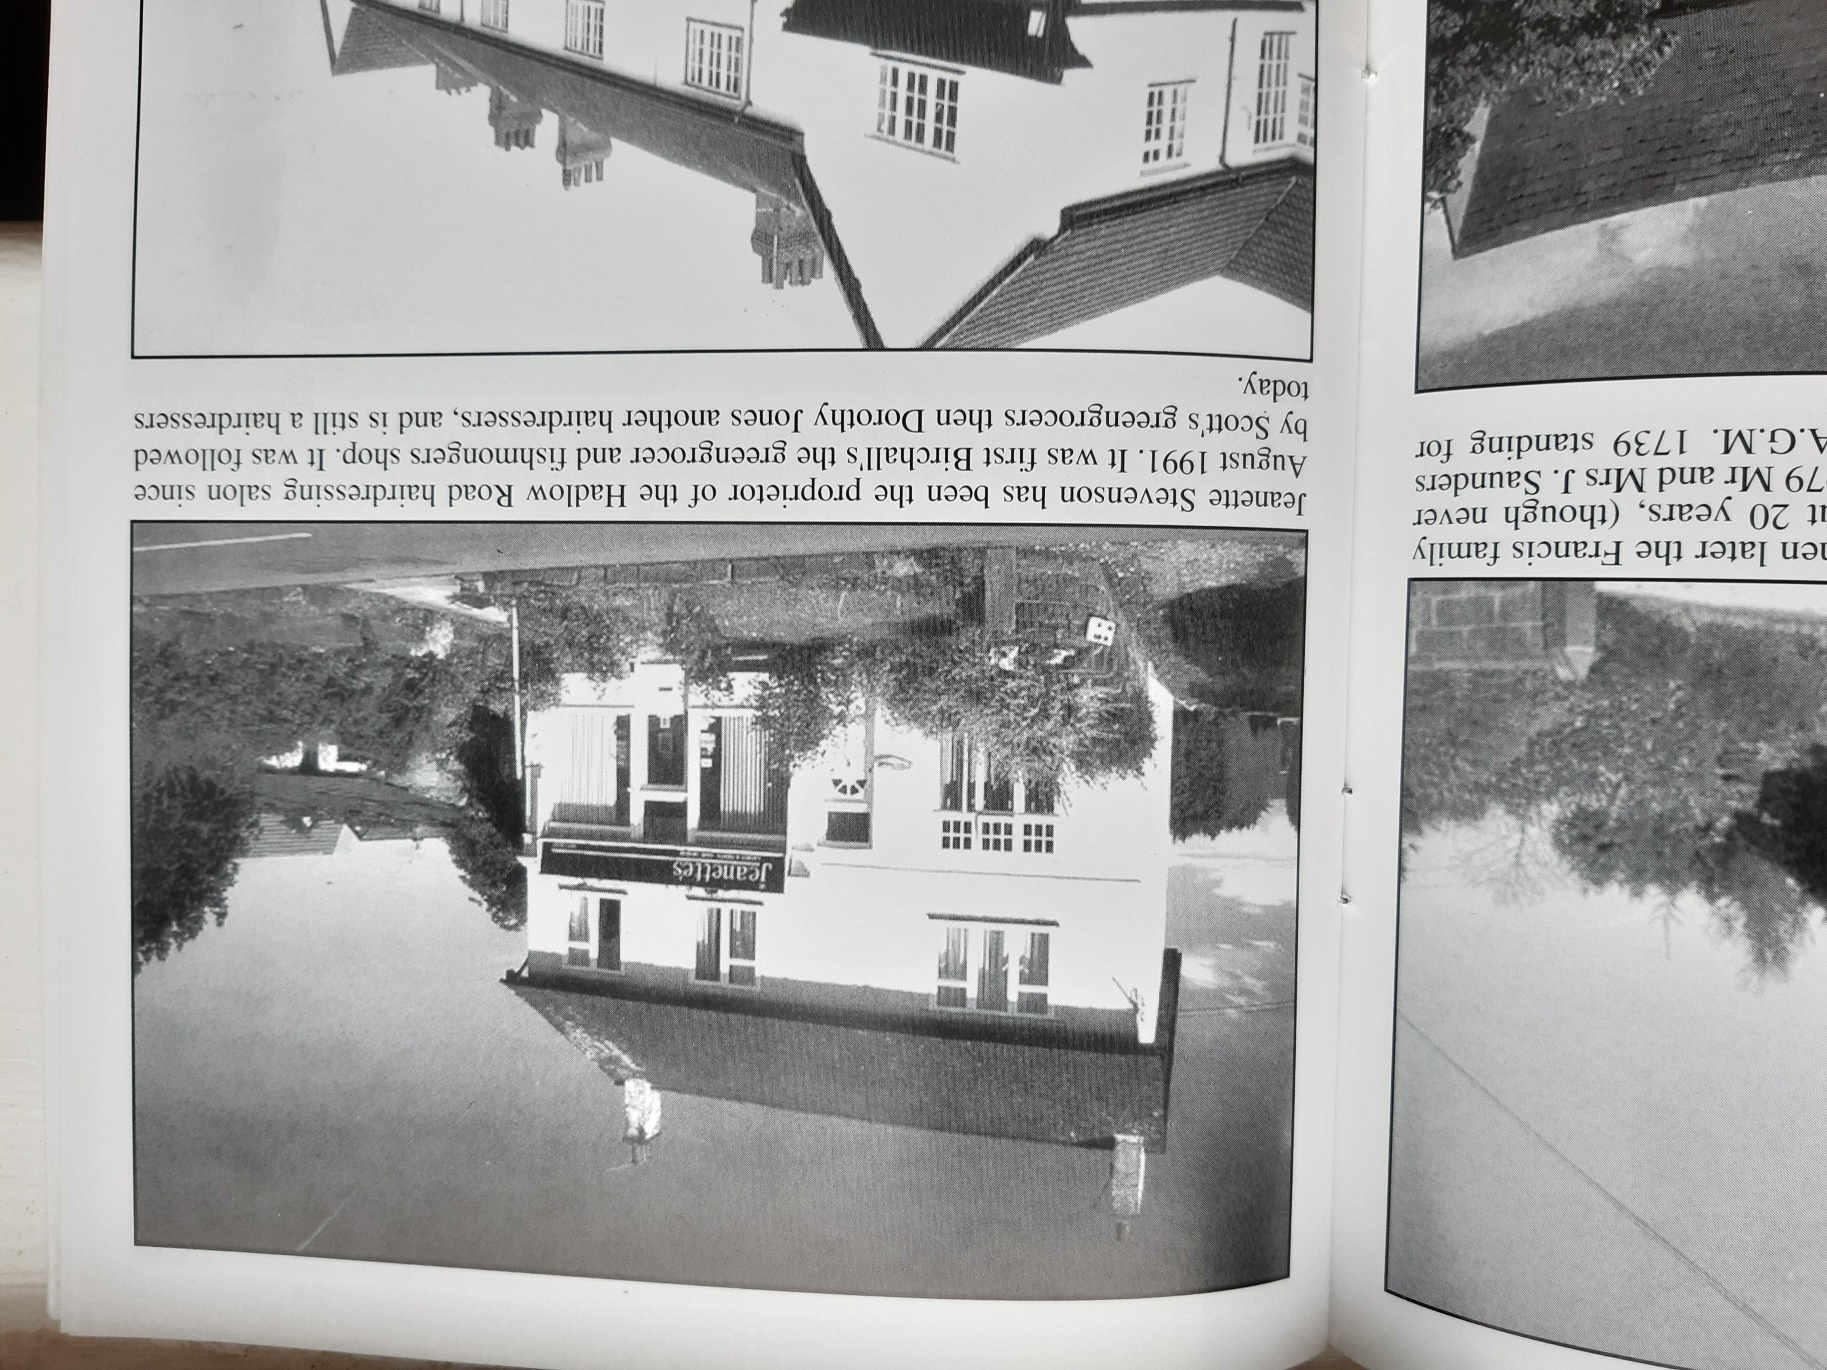 jeanette's
Jeanette Stevenson has been the proprietor of the Hadlow Road hairdressing salon since
August 1991. It was first Birchall's the greengrocer and fishmongers shop. It was followed
by Scott's greengrocers then Dorothy Jones another hairdressers, and is still a hairdressers
today.
later the Francis family
20 years, (though never
79 Mr and Mrs J. Saunders
A.G.M. 1739 standing for